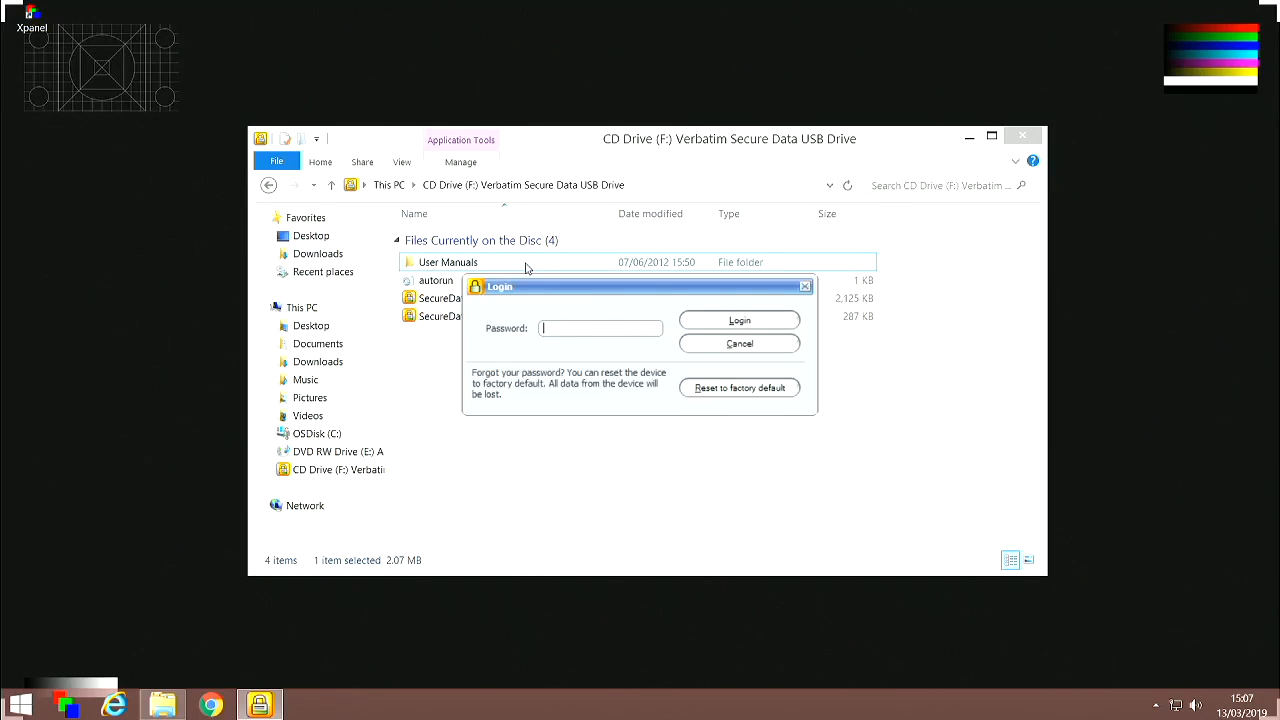 Xpanel
Application Tools
CD Drive (F:) Verbatim Secure Data USB Drive
File
Home
Share
View
Manage
This PC
CD Drive (F:) Verbatim Secure Data USB Drive
Search CD Drive (F:) Verbatim ...
Name
Date modified
Type
Size
Favorites
Desktop
Downloads
Recent places
This PC
Desktop
Documents
Downloads
Music
Pictures
Videos
OSDisk (C:)
DVD RW Drive (E:) A
CD Drive (F:) Verbati
Network
Files Currently on the Disc (4)
User Manuals 07/06/2012 15:50 File folder
autorun 1 KB
SecureDa 2,125 KB
SecureDa 287 KB
Login
Password:
Login
Cancel
Forgot your password? You can reset the device
to factory default. All data from the device will
be lost.
Reset to factory default
4 items 1 item selected 2.07 MB
15:07
13/03/2019